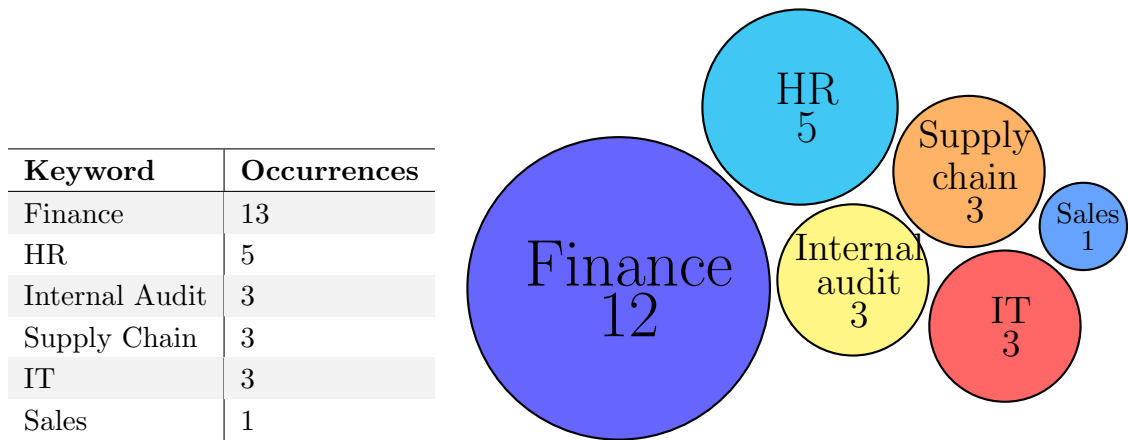 Keyword Occurrences
Finance 13
HR 5
Internal Audit 3
Supply Chain 3
IT 3
Sales 1
HR
5
Supply
chain
3
Sales
1
Internal
audit
3
Finance
12
IT
3